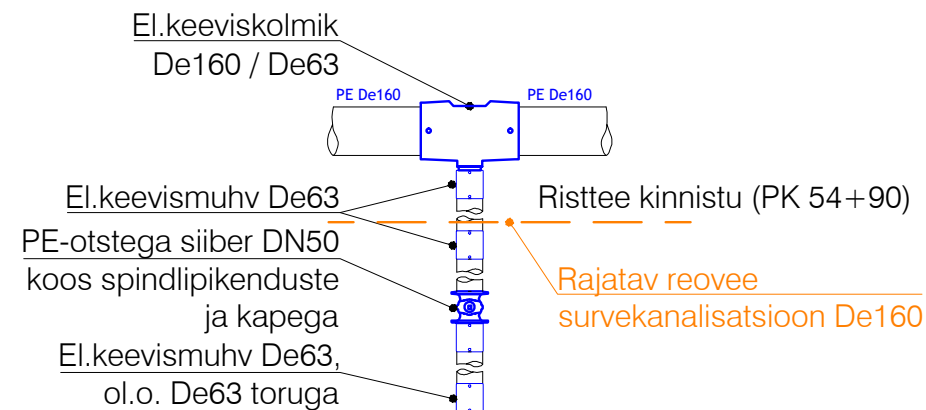 El.keeviskolmik
De160 / De63
PE De160
PE De160
El.keevismuhv De63
Risttee kinnistu (PK 54+90)
PE-otstega siiber DN50
koos spindlipikenduste
ja kapega
Rajatav reovee
survekanalisatsioon De160
El.keevismuhv De63,
ol.o. De63 toruga